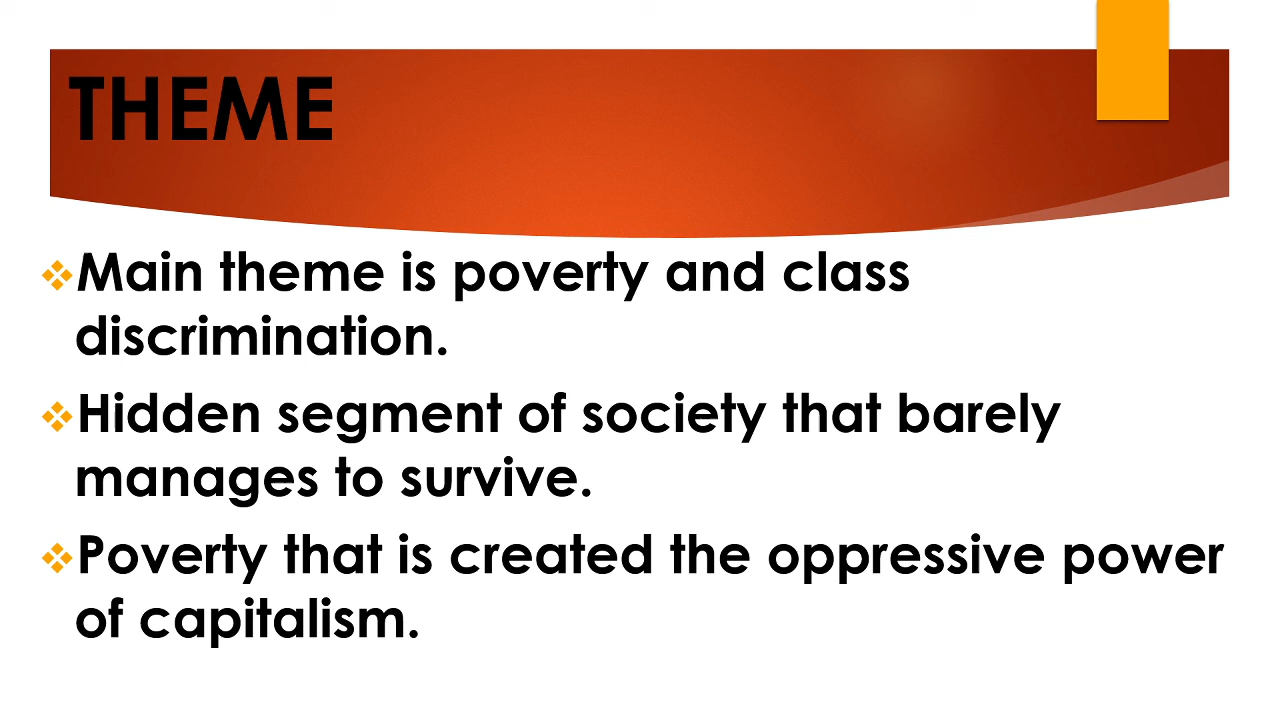 THEME
Main theme is poverty and class
discrimination.
Hidden segment of society that barely
manages to survive.
Poverty that is created the oppressive power
of capitalism.